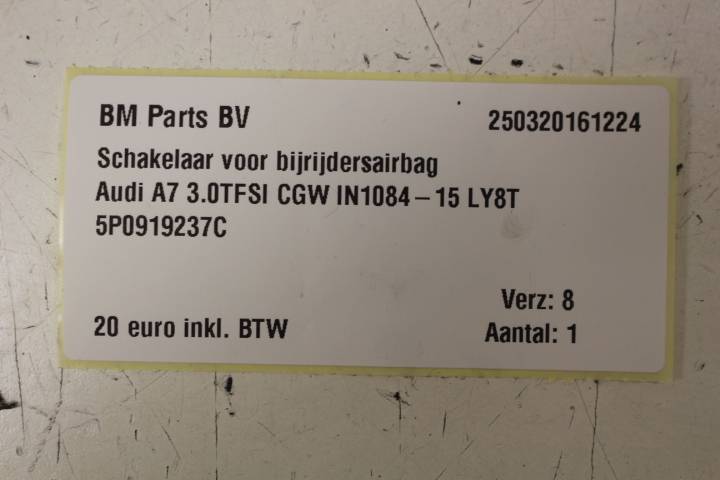 BM Parts BV 250320161224
Schakelaar voor bijrijdersairbag
Audi A7 3.0TFSI CGW IN1084-15 LY8T
5P0919237C
Verz: 8
20 euro inkl. BTW Aantal: 1